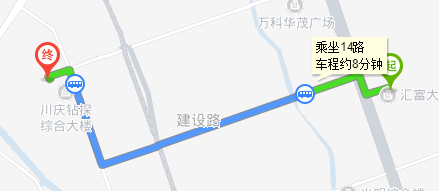 万科华茂广场
乘坐14路
车程约8分钟
终
起
汇富大
川庆钻探
综合大楼
建设路